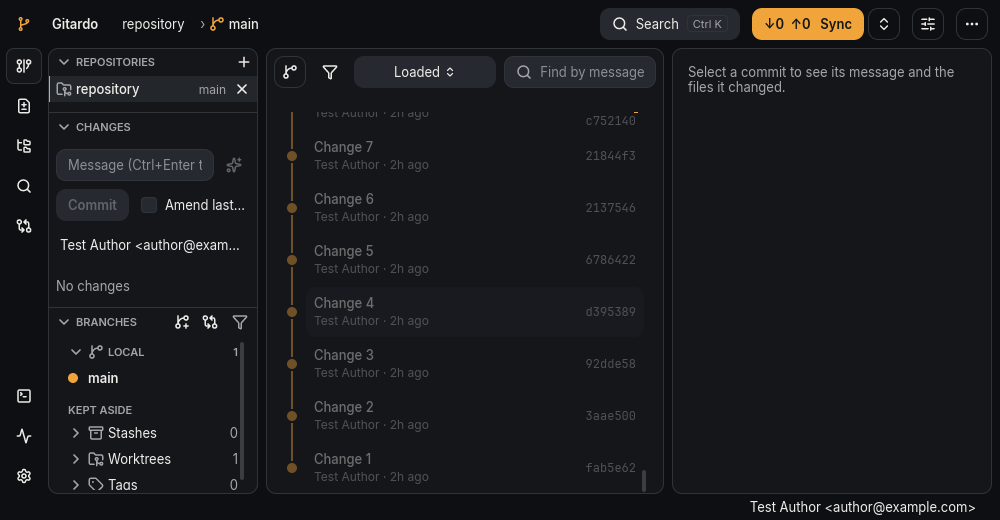 Gitardo repository › main Search Ctrl K ↓0 ↑0 Sync
REPOSITORIES
repository main
CHANGES
Message (Ctrl+Enter t
Commit Amend last...
Test Author <author@exam...
No changes
BRANCHES
LOCAL 1
main
KEPT ASIDE
Stashes 0
Worktrees 1
Tags 0
Loaded Find by message
Test Author · 2h ago c752140
Change 7
Test Author · 2h ago 21844f3
Change 6
Test Author · 2h ago 2137546
Change 5
Test Author · 2h ago 6786422
Change 4
Test Author · 2h ago d395389
Change 3
Test Author · 2h ago 92dde58
Change 2
Test Author · 2h ago 3aae500
Change 1
Test Author · 2h ago fab5e62
Select a commit to see its message and the
files it changed.
Test Author <author@example.com>